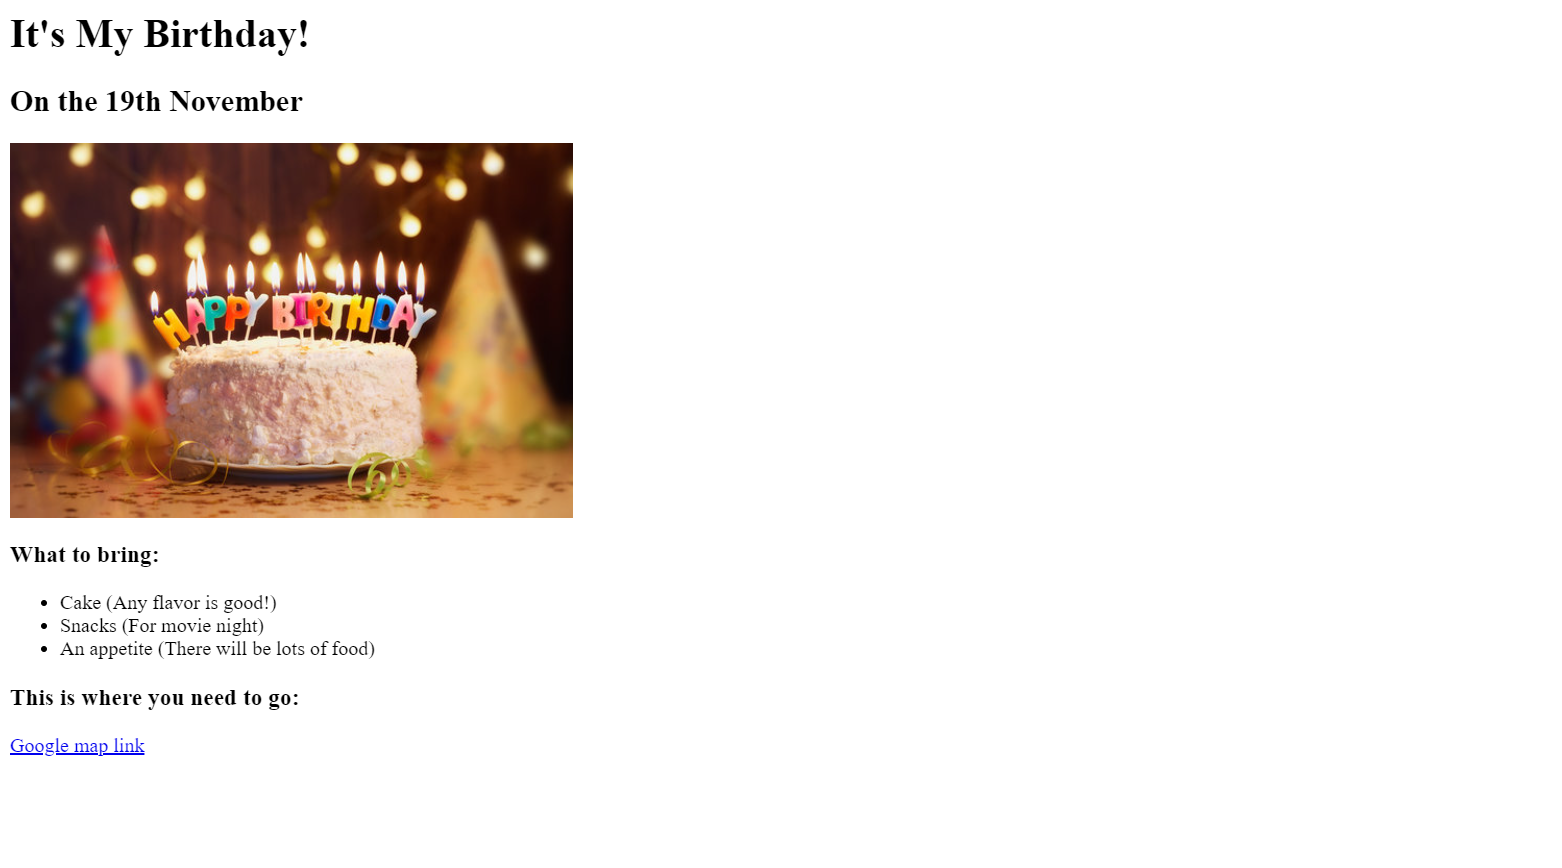 It's My Birthday!
On the 19th November
HAPPY BIRTHDAY
What to bring:
Cake (Any flavor is good!)
Snacks (For movie night)
An appetite (There will be lots of food)
This is where you need to go:
Google map link